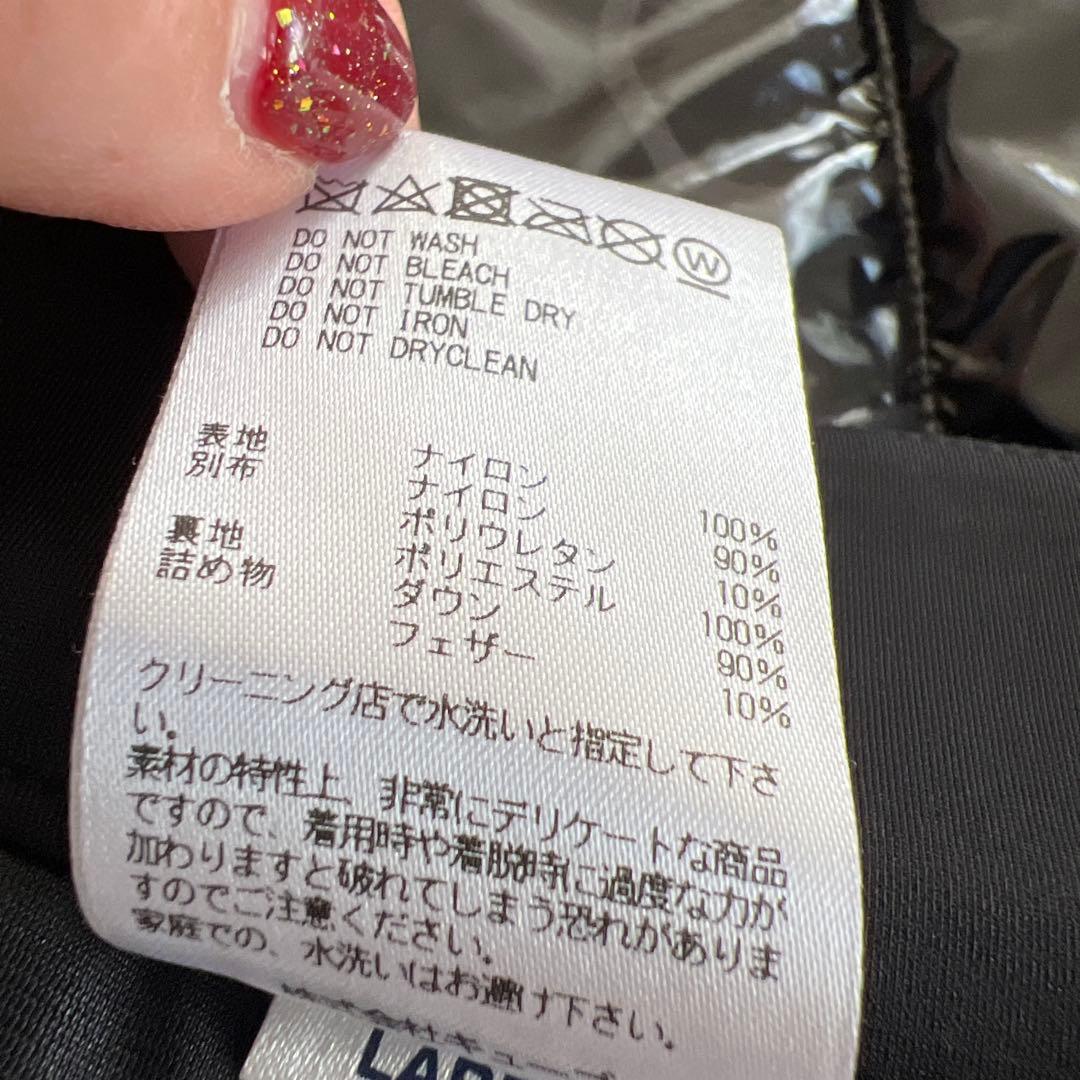 W
DO NOT WASH
DO NOT BLEACH
DO NOT TUMBLE DRY
DO NOT IRON
DO NOT DRYCLEAN
表地 ナイロン 100%
別布 ナイロン 90%
ポリウレタン 10%
裏地 ポリエステル 100%
詰め物 ダウン 90%
フェザー 10%
クリーニング店で水洗いと指定して下さ
い。
素材の特性上、非常にデリケートな商品
ですので、着用時や着脱時に過度な力が
加わりますと破れてしまう恐れがありま
すのでご注意ください。
家庭での、水洗いはお避け下さい。
株式会社キューブ